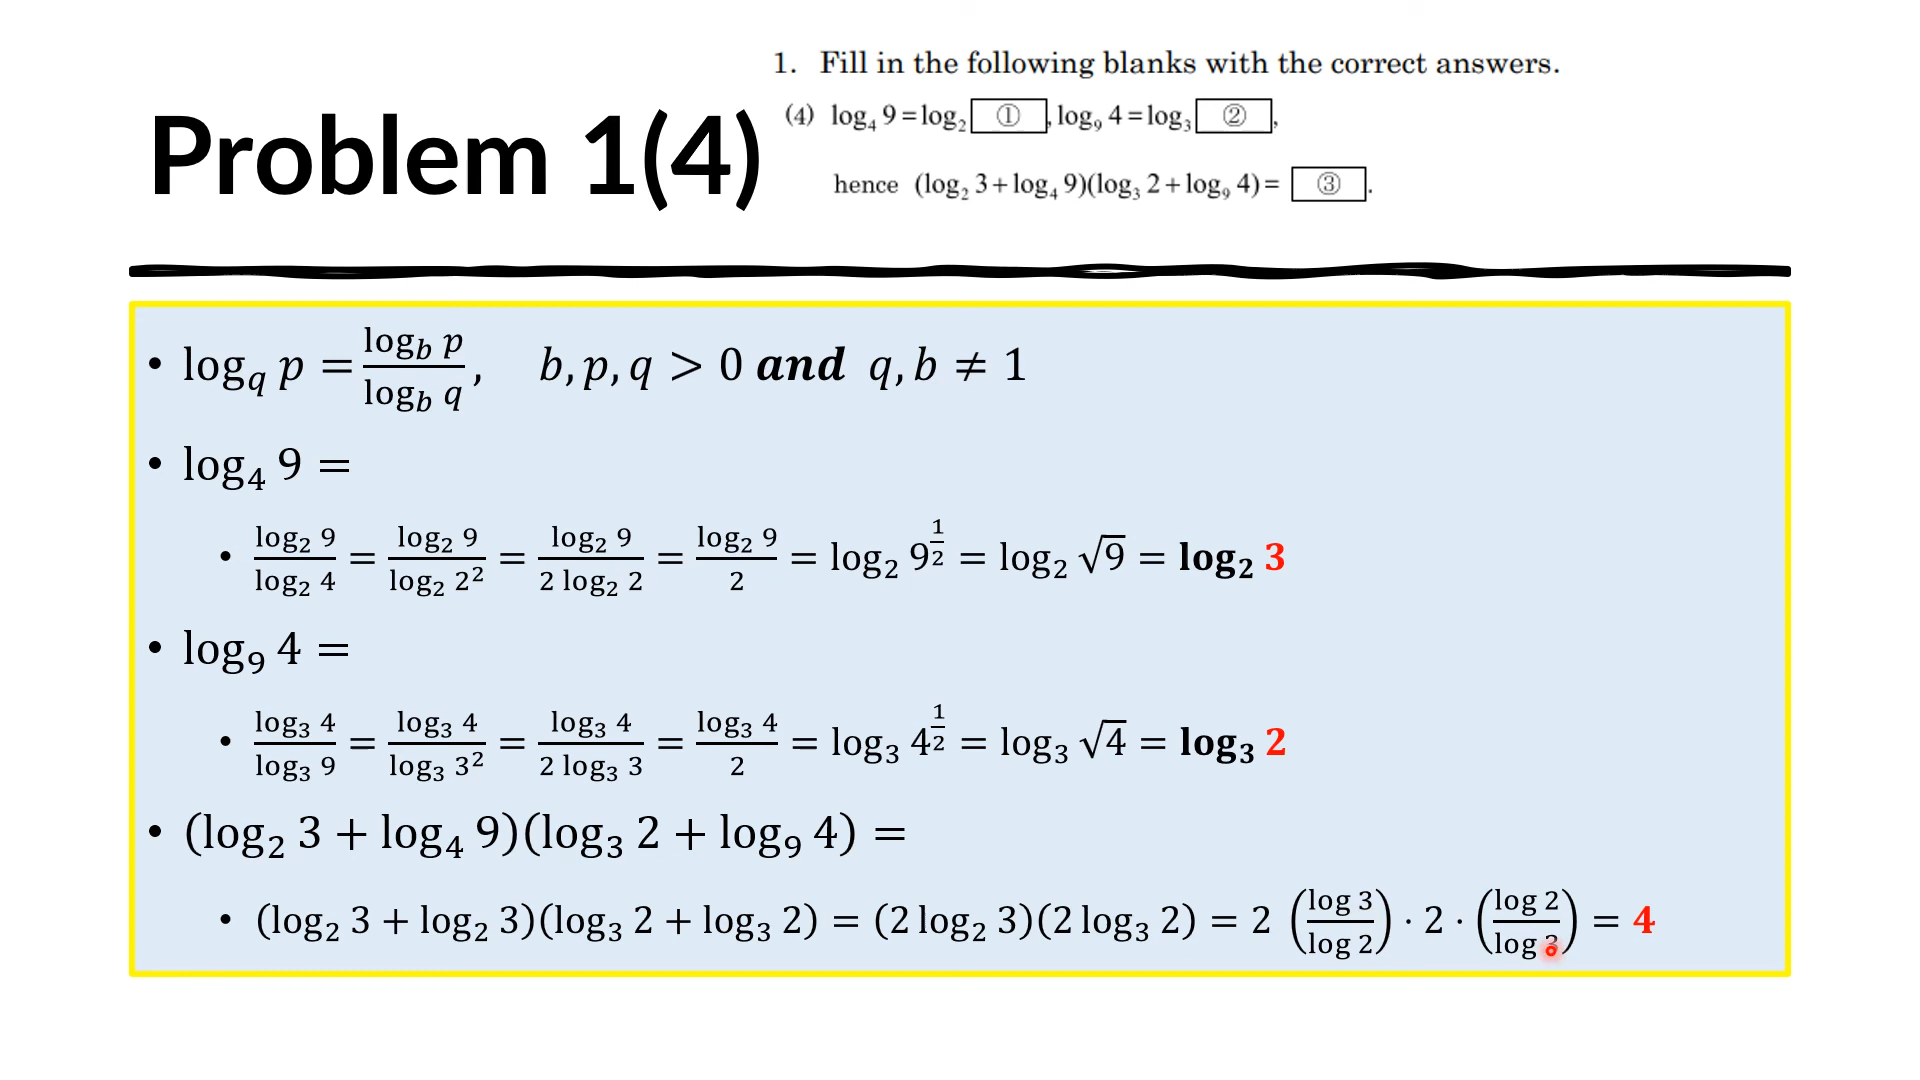 1. Fill in the following blanks with the correct answers.
(4) log₄ 9 = log₂ ① , log₉ 4 = log₃ ② ,
hence (log₂ 3 + log₄ 9)(log₃ 2 + log₉ 4) = ③ .
Problem 1(4)
• log_q p = log_b p / log_b q , b, p, q > 0 and q, b ≠ 1
• log₄ 9 =
• log₂ 9 / log₂ 4 = log₂ 9 / log₂ 2² = log₂ 9 / 2 log₂ 2 = log₂ 9 / 2 = log₂ 9^(1/2) = log₂ √9 = log₂ 3
• log₉ 4 =
• log₃ 4 / log₃ 9 = log₃ 4 / log₃ 3² = log₃ 4 / 2 log₃ 3 = log₃ 4 / 2 = log₃ 4^(1/2) = log₃ √4 = log₃ 2
• (log₂ 3 + log₄ 9)(log₃ 2 + log₉ 4) =
• (log₂ 3 + log₂ 3)(log₃ 2 + log₃ 2) = (2 log₂ 3)(2 log₃ 2) = 2 (log 3 / log 2) · 2 · (log 2 / log 3) = 4